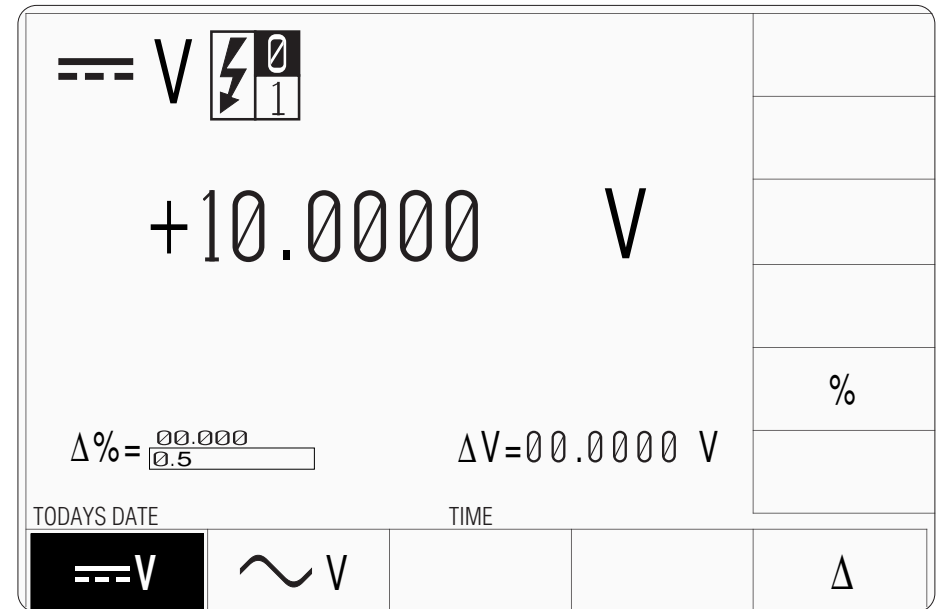 V 0
1
+10.0000 V
%
Δ%= 00.000
0.5
ΔV=00.0000 V
TODAYS DATE TIME
V V Δ